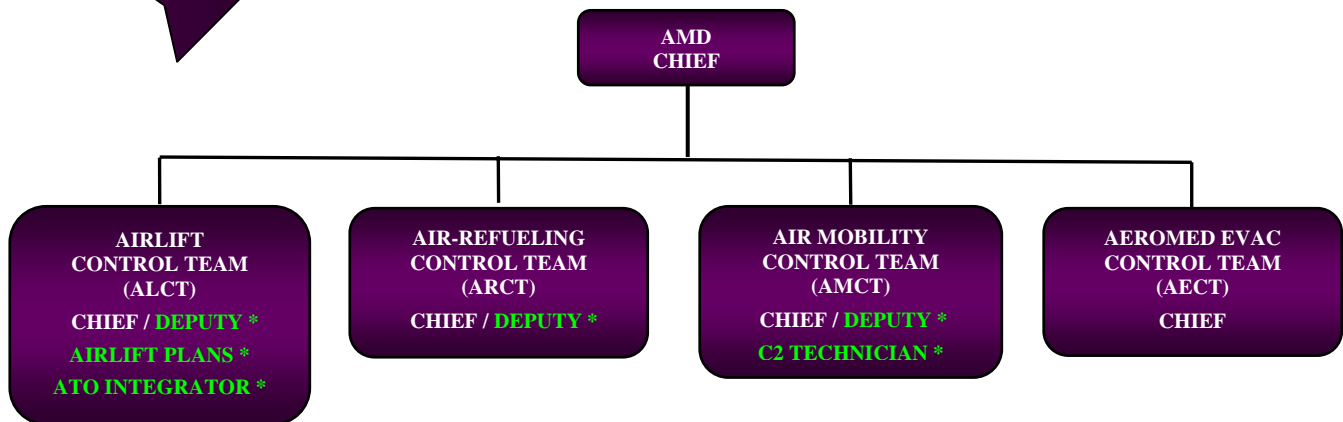 AMD
CHIEF
AIRLIFT
CONTROL TEAM
(ALCT)
CHIEF / DEPUTY *
AIRLIFT PLANS *
ATO INTEGRATOR *
AIR-REFUELING
CONTROL TEAM
(ARCT)
CHIEF / DEPUTY *
AIR MOBILITY
CONTROL TEAM
(AMCT)
CHIEF / DEPUTY *
C2 TECHNICIAN *
AEROMED EVAC
CONTROL TEAM
(AECT)
CHIEF